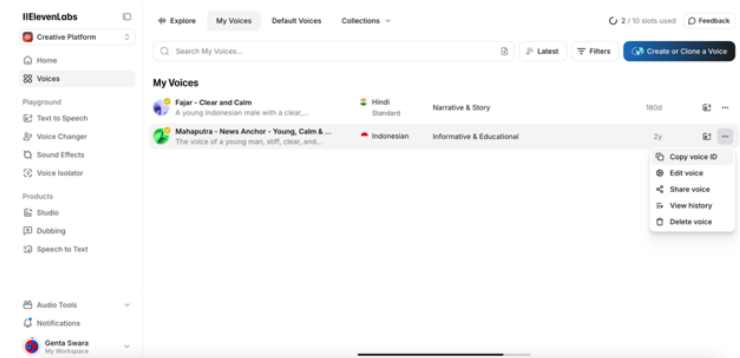 IIElevenLabs
Creative Platform
Home
Voices
Playground
Text to Speech
Voice Changer
Sound Effects
Voice Isolator
Products
Studio
Dubbing
Speech to Text
Audio Tools
Notifications
Genta Swara
My Workspace
Explore
My Voices
Default Voices
Collections
2 / 10 slots used
Feedback
Search My Voices...
Latest
Filters
Create or Clone a Voice
My Voices
Fajar - Clear and Calm
A young Indonesian male with a clear,...
Hindi
Standard
Narrative & Story
180d
Mahaputra - News Anchor - Young, Calm & ...
The voice of a young man, stiff, clear, and...
Indonesian
Informative & Educational
2y
Copy voice ID
Edit voice
Share voice
View history
Delete voice